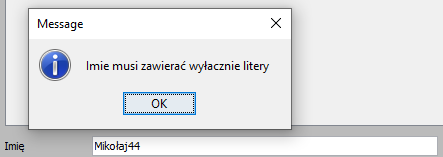 Message
Imie musi zawierać wyłacznie litery
OK
Imię Mikołaj44